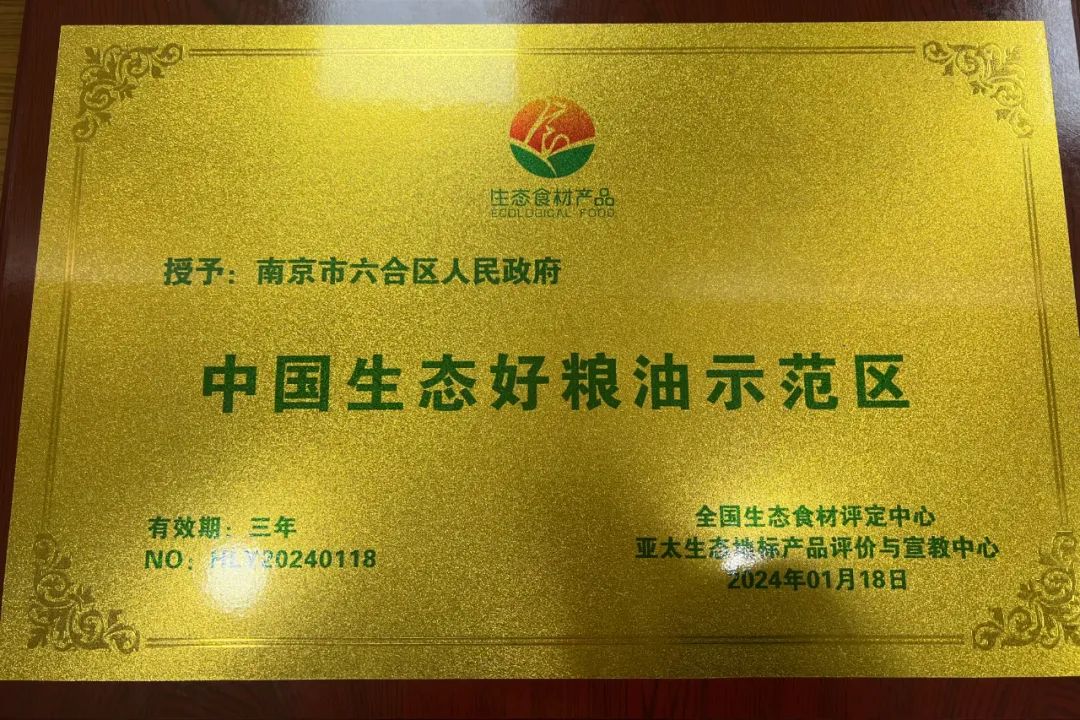 生态食材产品
ECOLOGICAL FOOD
授予：南京市六合区人民政府
中国生态好粮油示范区
有效期：三年
NO：HLY20240118
全国生态食材评定中心
亚太生态地标产品评价与宣教中心
2024年01月18日